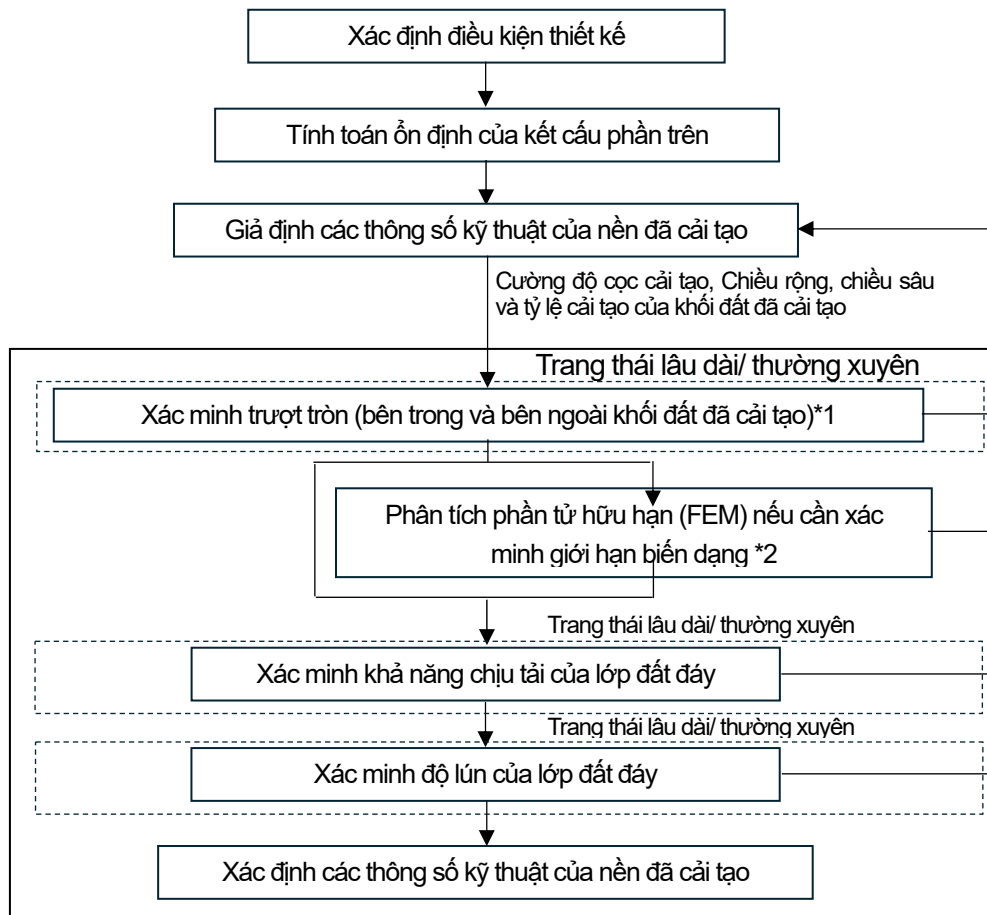 Xác định điều kiện thiết kế
Tính toán ổn định của kết cấu phần trên
Giả định các thông số kỹ thuật của nền đã cải tạo
Cường độ cọc cải tạo, Chiều rộng, chiều sâu
và tỷ lệ cải tạo của khối đất đã cải tạo
Trang thái lâu dài/ thường xuyên
Xác minh trượt tròn (bên trong và bên ngoài khối đất đã cải tạo)*1
Phân tích phần tử hữu hạn (FEM) nếu cần xác
minh giới hạn biến dạng *2
Trang thái lâu dài/ thường xuyên
Xác minh khả năng chịu tải của lớp đất đáy
Trang thái lâu dài/ thường xuyên
Xác minh độ lún của lớp đất đáy
Xác định các thông số kỹ thuật của nền đã cải tạo